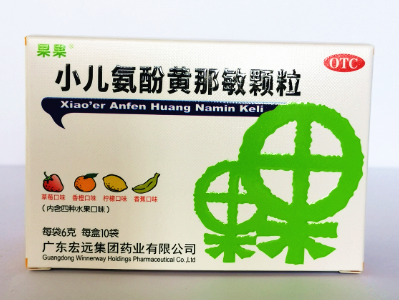 果果®
OTC
小儿氨酚黄那敏颗粒
Xiao'er Anfen Huang Namin Keli
草莓口味 香橙口味 柠檬口味 香蕉口味
(内含四种水果口味)
每袋6克 每盒10袋
广东宏远集团药业有限公司
Guangdong Winnerway Holdings Pharmaceutical Co.,Ltd